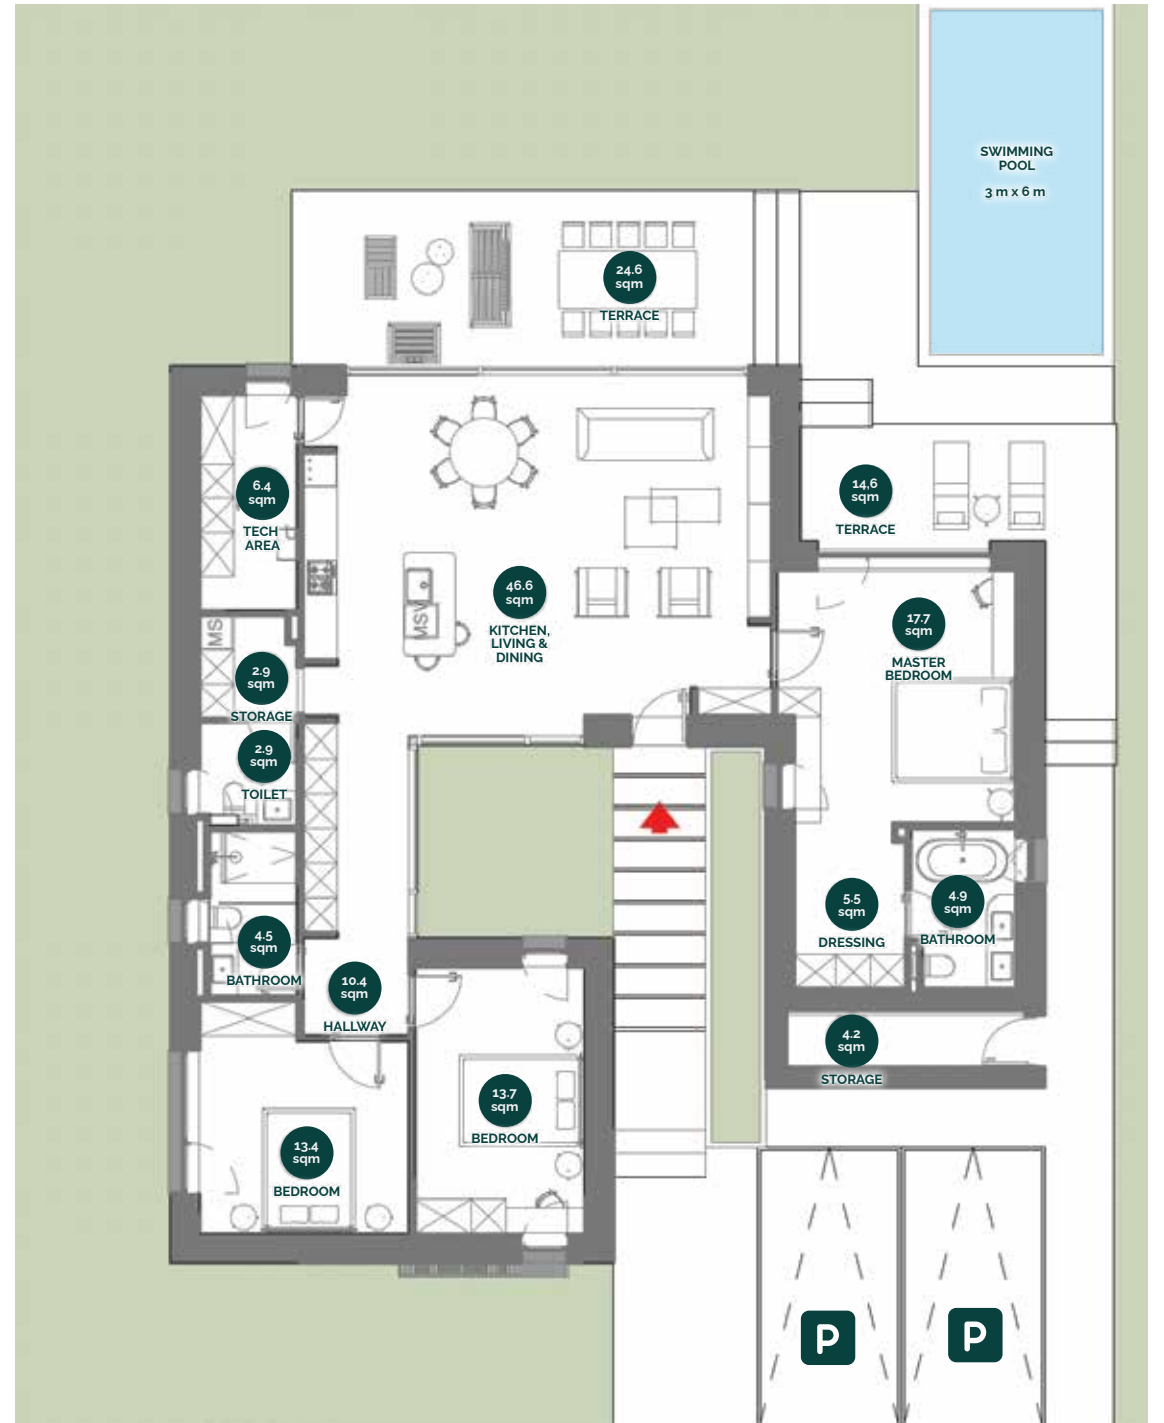 SWIMMING
POOL
3 m x 6 m
24.6
sqm
TERRACE
6.4
sqm
TECH
AREA
14,6
sqm
TERRACE
46.6
sqm
KITCHEN,
LIVING &
DINING
MSV
17.7
sqm
MASTER
BEDROOM
MS
2.9
sqm
STORAGE
2.9
sqm
TOILET
4.5
sqm
BATHROOM
5.5
sqm
DRESSING
4.9
sqm
BATHROOM
10.4
sqm
HALLWAY
4.2
sqm
STORAGE
13.7
sqm
BEDROOM
13.4
sqm
BEDROOM
P
P